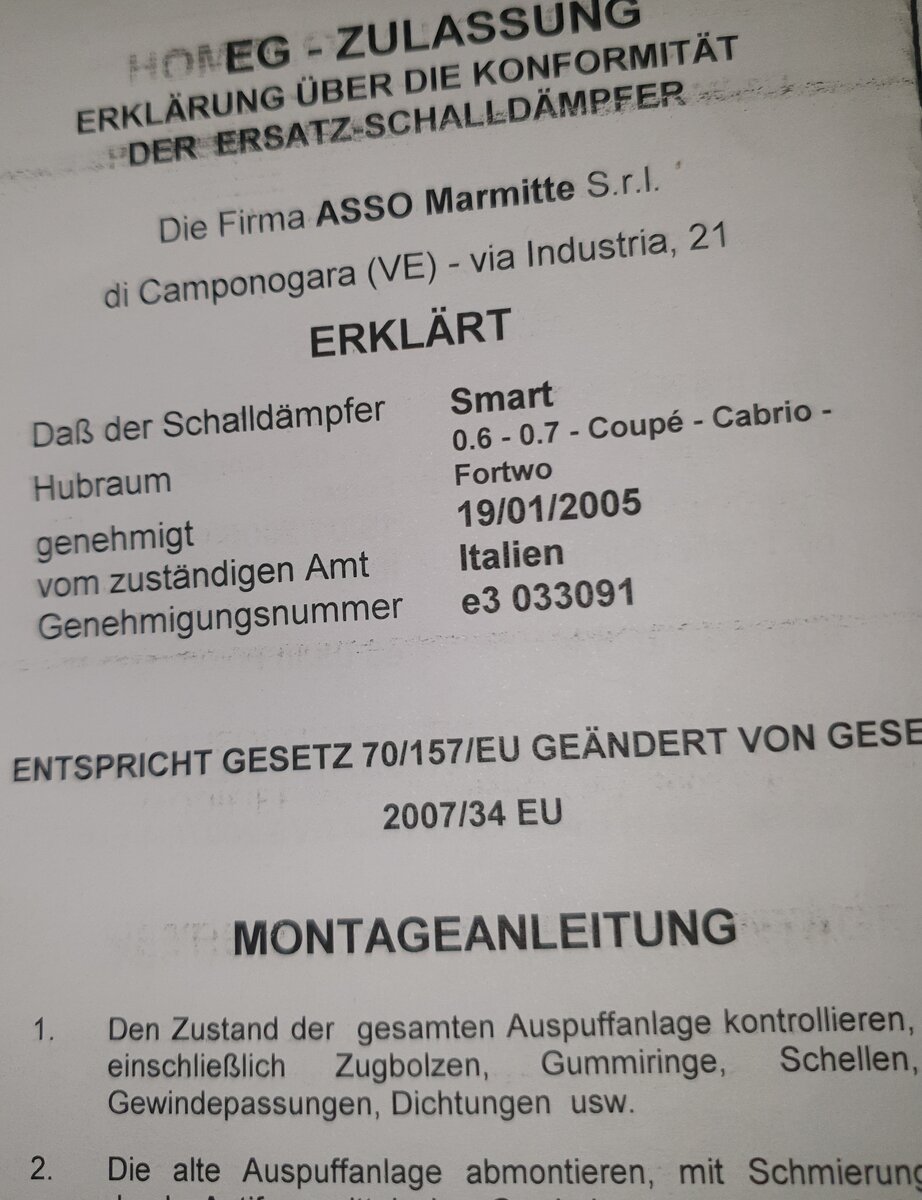 EG - ZULASSUNG
ERKLÄRUNG ÜBER DIE KONFORMITÄT
DER ERSATZ-SCHALLDÄMPFER
Die Firma ASSO Marmitte S.r.l.
di Camponogara (VE) - via Industria, 21
ERKLÄRT
Daß der Schalldämpfer Smart
Hubraum 0.6 - 0.7 - Coupé - Cabrio -
Fortwo
genehmigt 19/01/2005
vom zuständigen Amt Italien
Genehmigungsnummer e3 033091
ENTSPRICHT GESETZ 70/157/EU GEÄNDERT VON GESE
2007/34 EU
MONTAGEANLEITUNG
1. Den Zustand der gesamten Auspuffanlage kontrollieren,
einschließlich Zugbolzen, Gummiringe, Schellen,
Gewindepassungen, Dichtungen usw.
2. Die alte Auspuffanlage abmontieren, mit Schmierung